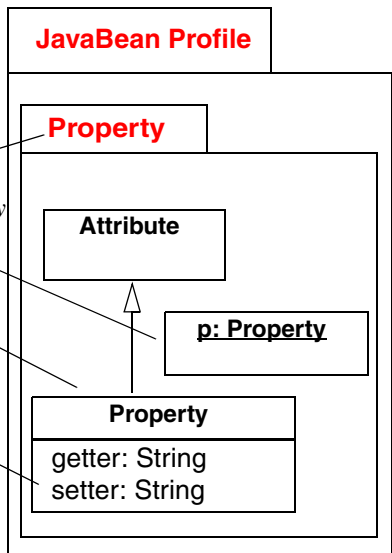 JavaBean Profile
Property
y
Attribute
p: Property
Property
getter: String
setter: String